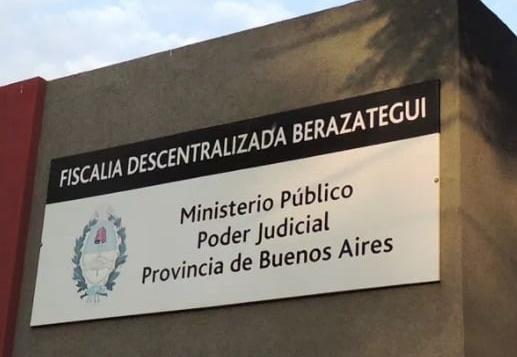 FISCALIA DESCENTRALIZADA BERAZATEGUI
Ministerio Público
Poder Judicial
Provincia de Buenos Aires